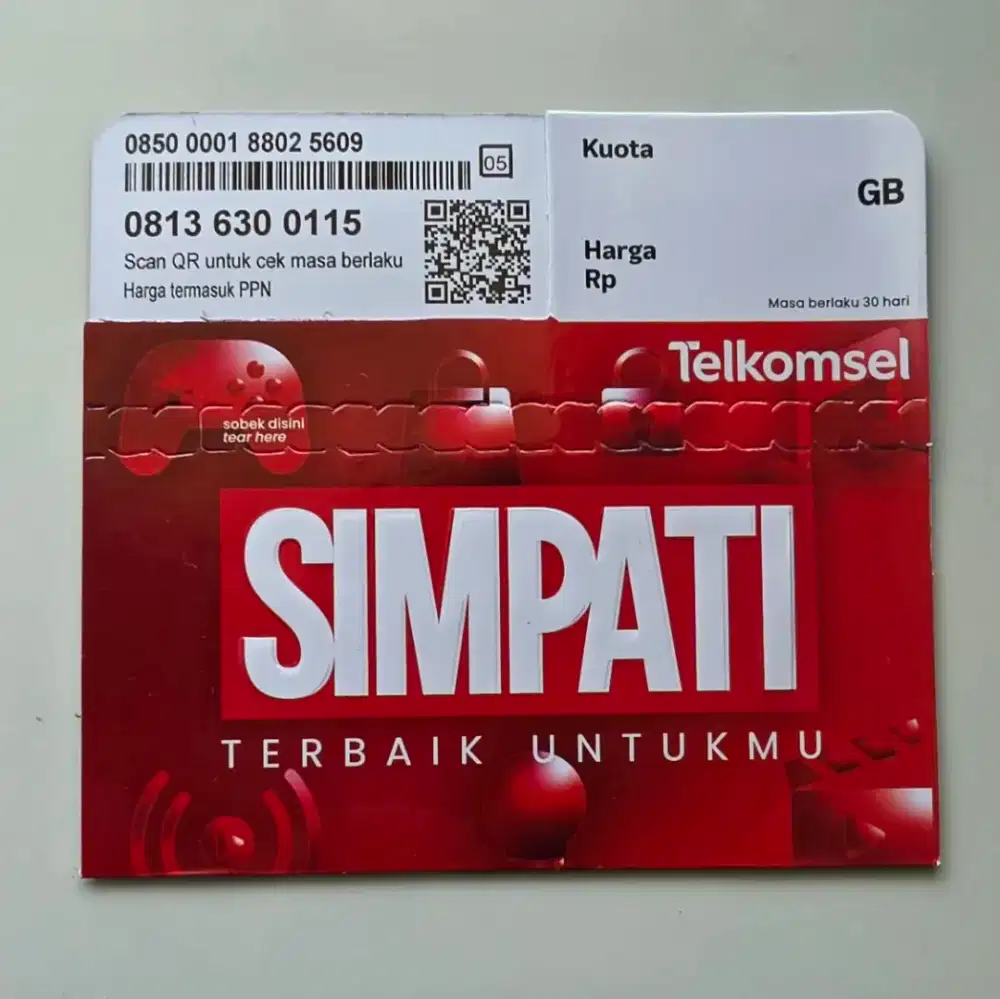 0850 0001 8802 5609
05
0813 630 0115
Scan QR untuk cek masa berlaku
Harga termasuk PPN
Kuota
GB
Harga
Rp
Masa berlaku 30 hari
Telkomsel
sobek disini
tear here
SIMPATI
TERBAIK UNTUKMU